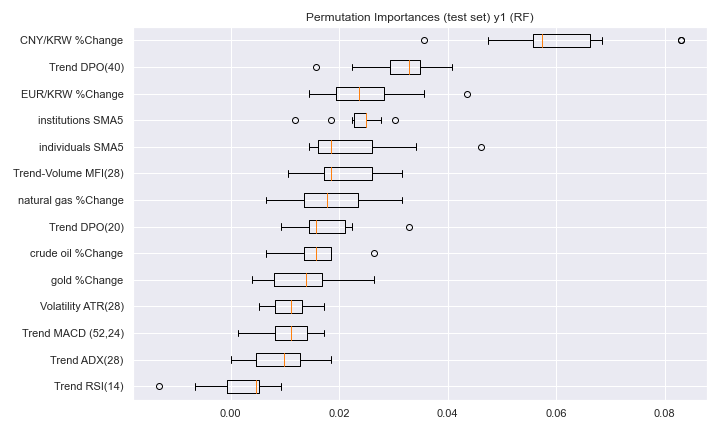 Permutation Importances (test set) y1 (RF)
CNY/KRW %Change
Trend DPO(40)
EUR/KRW %Change
institutions SMA5
individuals SMA5
Trend-Volume MFI(28)
natural gas %Change
Trend DPO(20)
crude oil %Change
gold %Change
Volatility ATR(28)
Trend MACD (52,24)
Trend ADX(28)
Trend RSI(14)
0.00 0.02 0.04 0.06 0.08